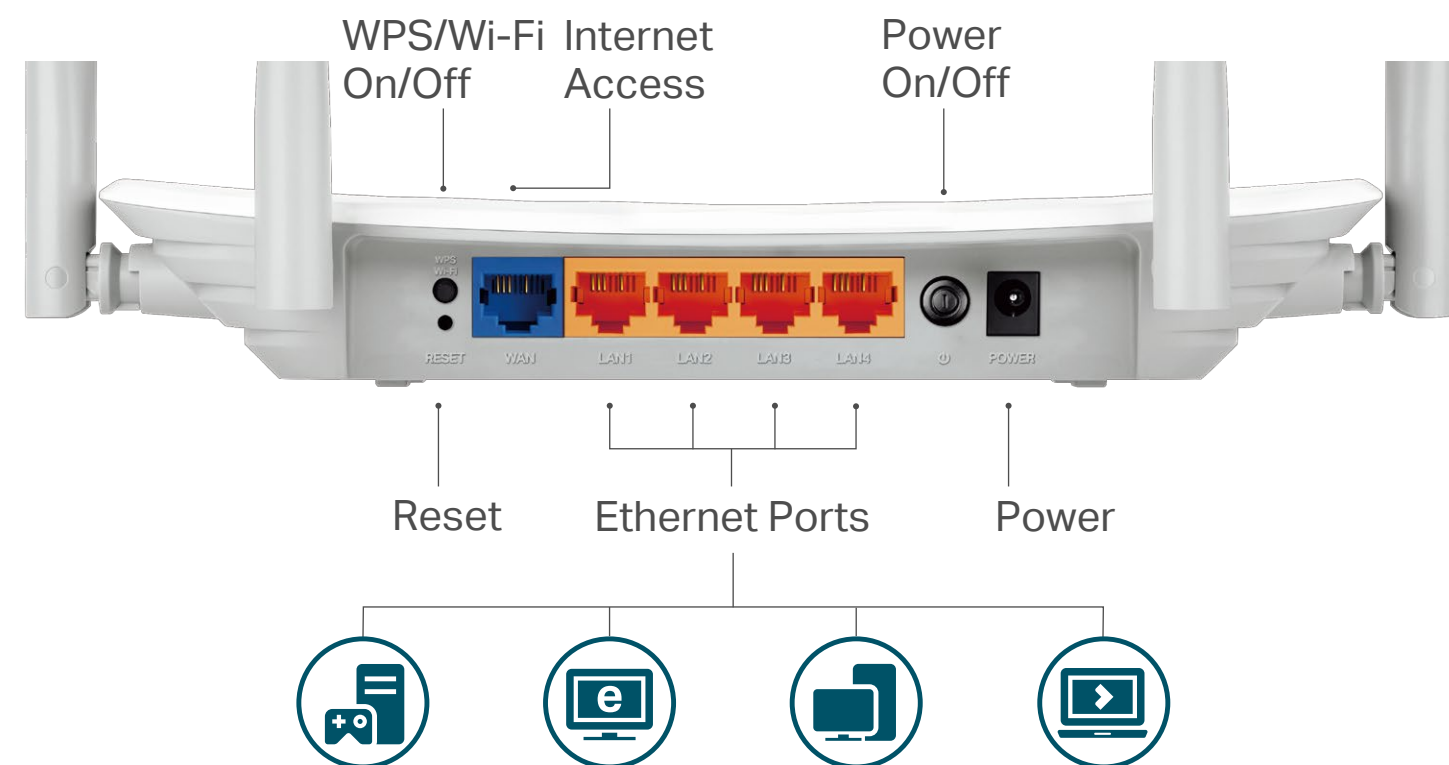 WPS/Wi-Fi
On/Off
Internet
Access
Power
On/Off
WPS
Wi-Fi
RESET
WAN
LAN1
LAN2
LAN3
LAN4
POWER
Reset
Ethernet Ports
Power
e